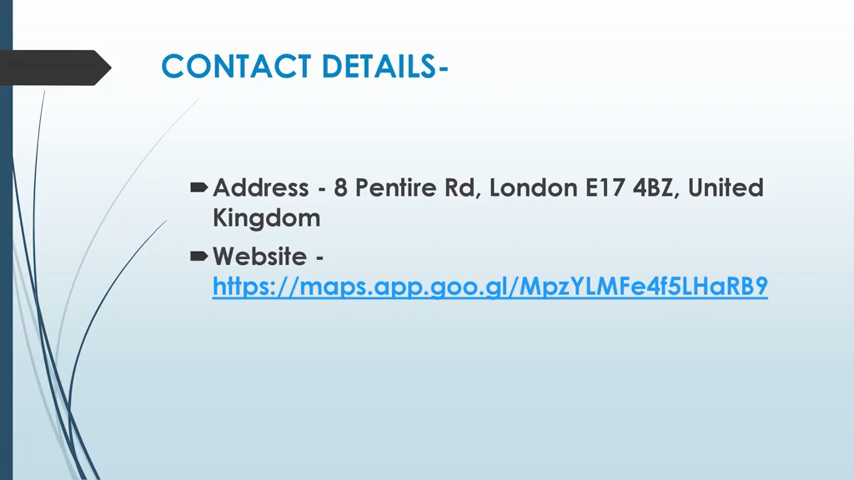 CONTACT DETAILS-
Address - 8 Pentire Rd, London E17 4BZ, United
Kingdom
Website -
https://maps.app.goo.gl/MpzYLMFe4f5LHaRB9